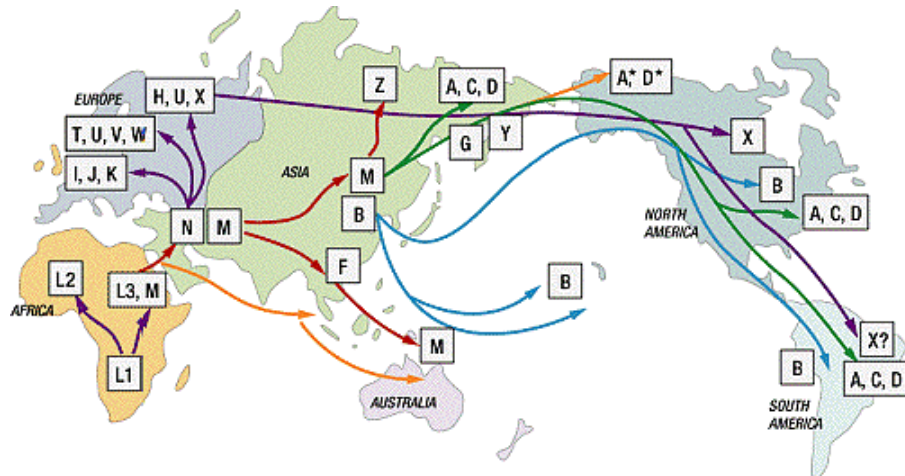 Z
A, C, D
A,* D*
EUROPE
H, U, X
T, U, V, W
G
Y
X
I, J, K
ASIA
M
B
B
N
M
NORTH
AMERICA
A, C, D
F
L2
L3, M
B
AFRICA
M
X?
L1
B
A, C, D
AUSTRALIA
SOUTH
AMERICA